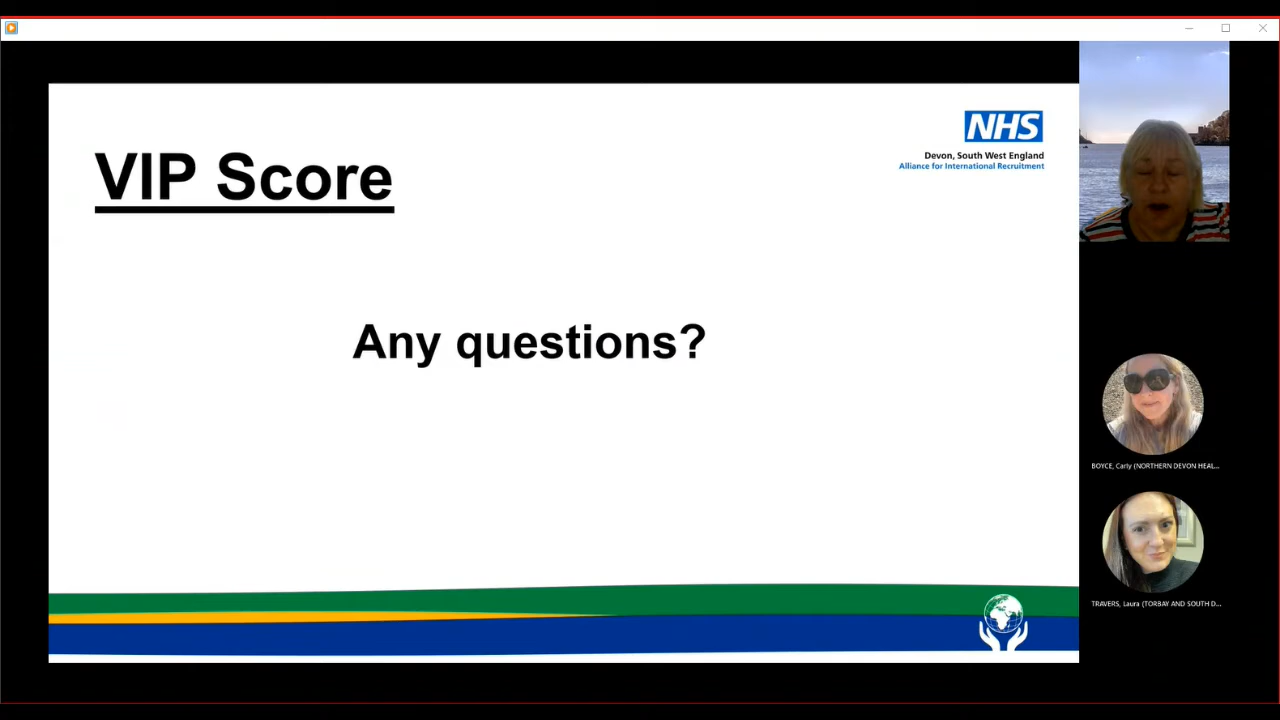 VIP Score
NHS
Devon, South West England
Alliance for International Recruitment
Any questions?
BOYCE, Carly (NORTHERN DEVON HEAL...
TRAVERS, Laura (TORBAY AND SOUTH D...